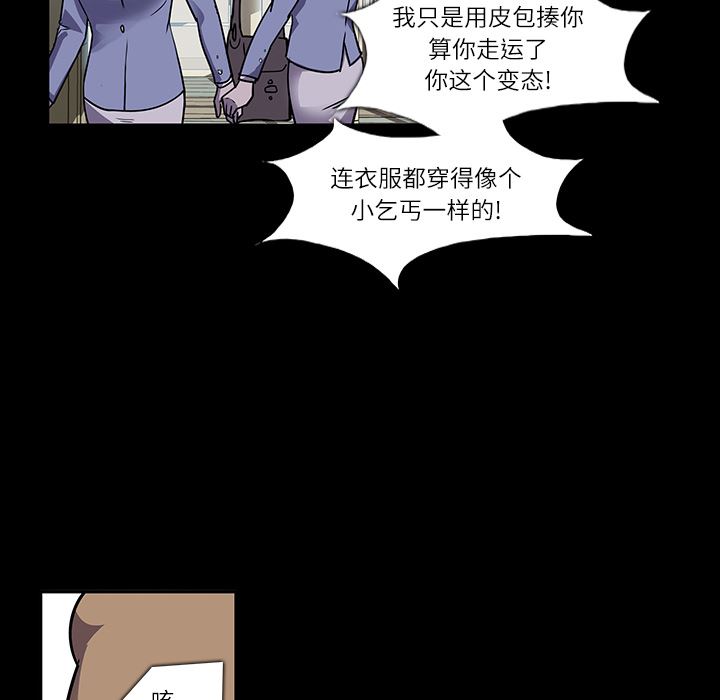 我只是用皮包揍你
算你走运了
你这个变态!
连衣服都穿得像个
小乞丐一样的!
咳